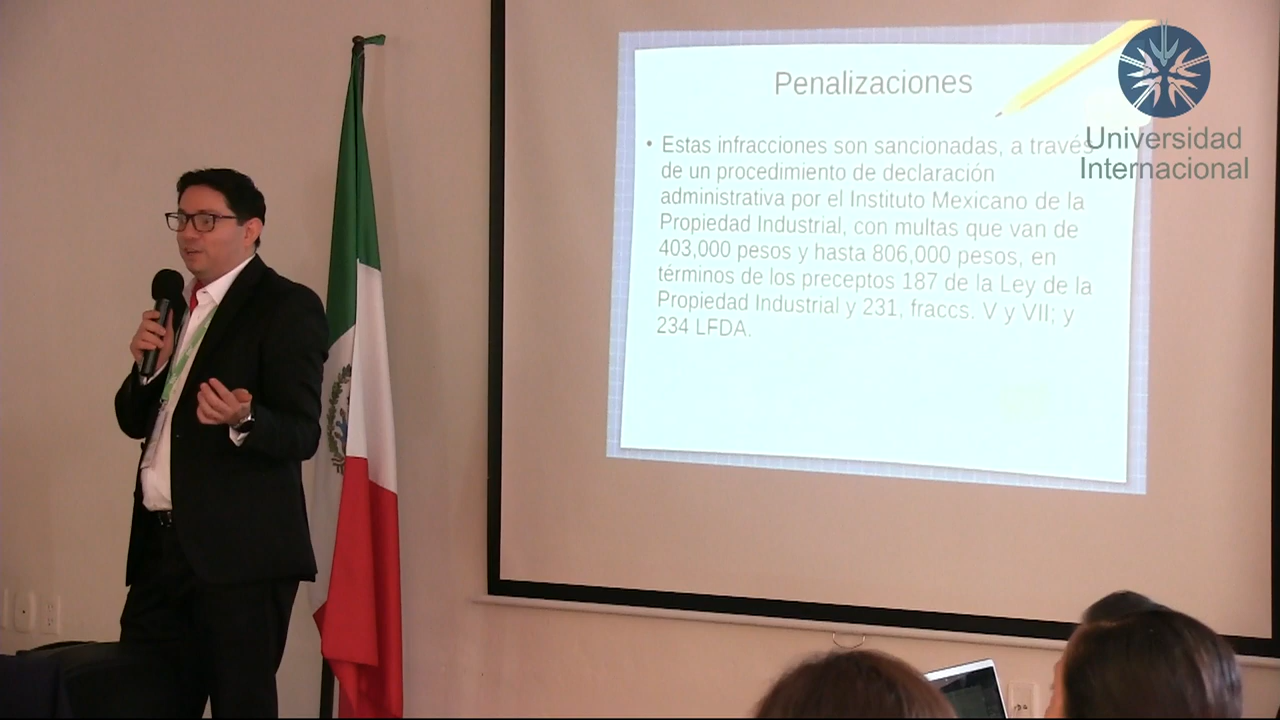 Penalizaciones
• Estas infracciones son sancionadas, a través
de un procedimiento de declaración
administrativa por el Instituto Mexicano de la
Propiedad Industrial, con multas que van de
403,000 pesos y hasta 806,000 pesos, en
términos de los preceptos 187 de la Ley de la
Propiedad Industrial y 231, fraccs. V y VII; y
234 LFDA.
Universidad
Internacional